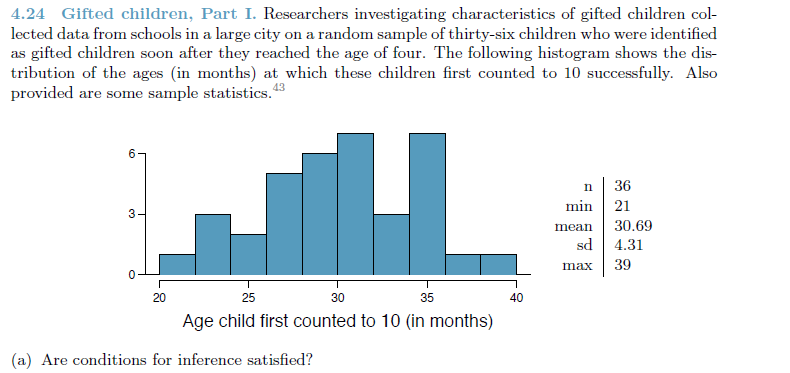 4.24 Gifted children, Part I. Researchers investigating characteristics of gifted children col-
lected data from schools in a large city on a random sample of thirty-six children who were identified
as gifted children soon after they reached the age of four. The following histogram shows the dis-
tribution of the ages (in months) at which these children first counted to 10 successfully. Also
provided are some sample statistics.43
6
3
0
20 25 30 35 40
Age child first counted to 10 (in months)
n 36
min 21
mean 30.69
sd 4.31
max 39
(a) Are conditions for inference satisfied?